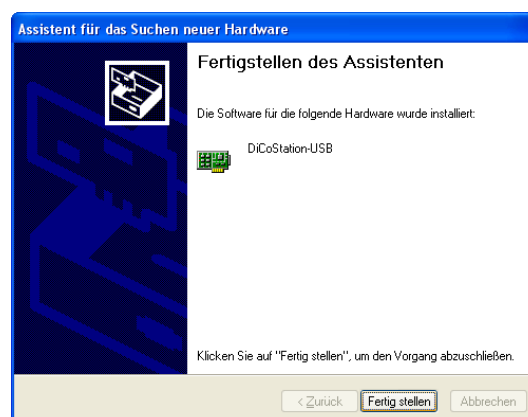 Assistent für das Suchen neuer Hardware
Fertigstellen des Assistenten
Die Software für die folgende Hardware wurde installiert:
DiCoStation-USB
Klicken Sie auf "Fertig stellen", um den Vorgang abzuschließen.
< Zurück Fertig stellen Abbrechen